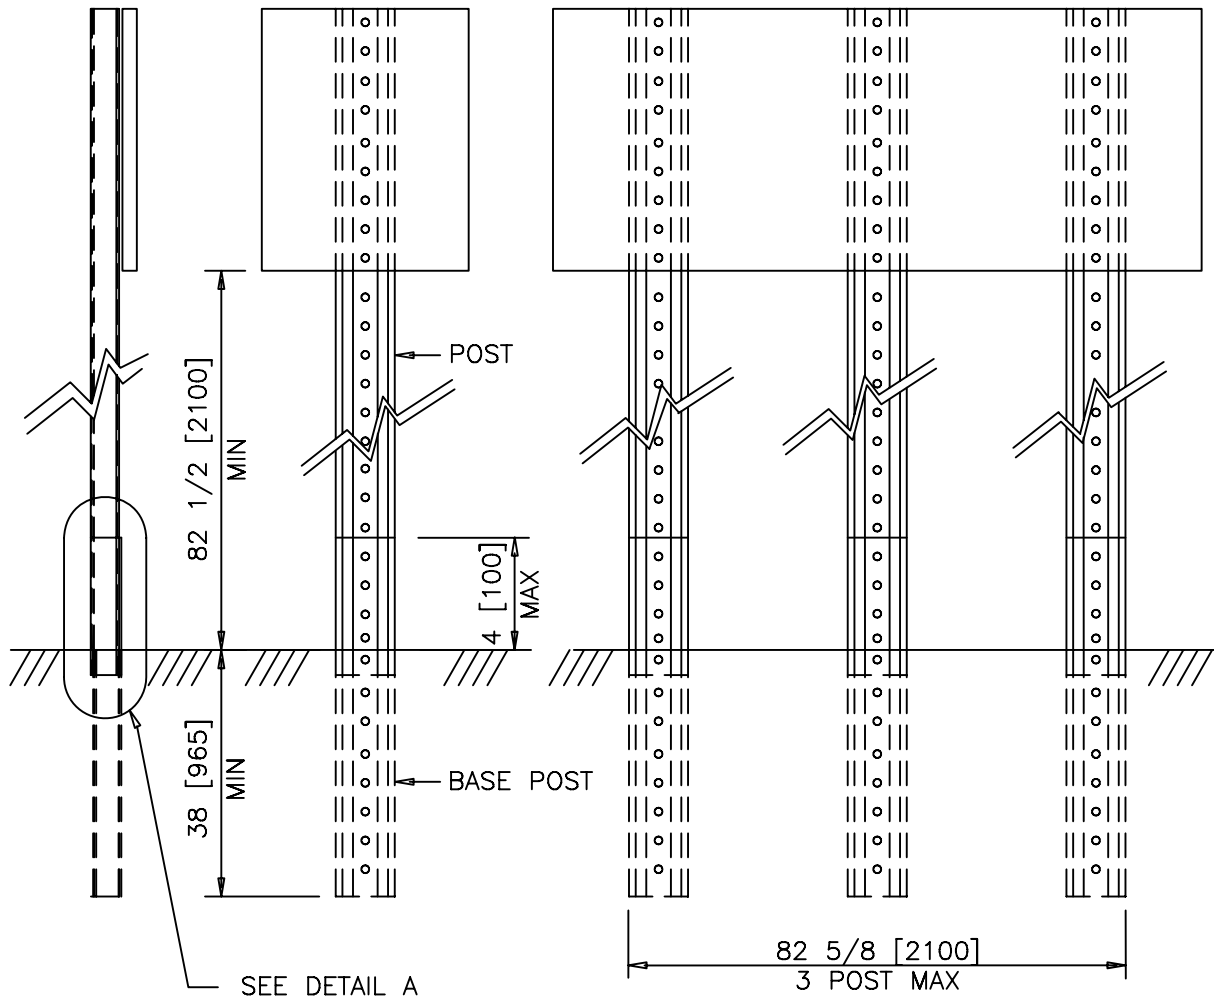 POST
82 1/2 [2100]
MIN
4 [100]
MAX
38 [965]
MIN
BASE POST
82 5/8 [2100]
3 POST MAX
SEE DETAIL A